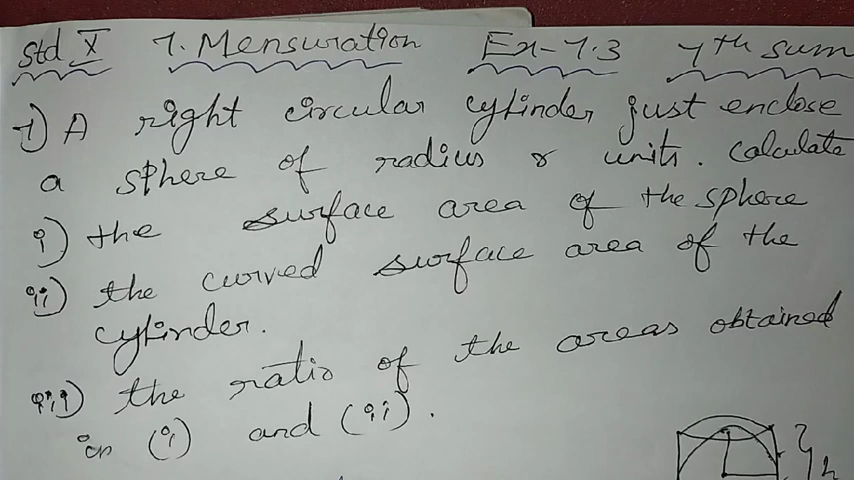 Std X 7. Mensuration Ex-7.3 7th sum
7) A right circular cylinder just enclose
a sphere of radius r units. Calculate
i) the surface area of the sphere
ii) the curved surface area of the
cylinder.
iii) the ratio of the areas obtained
in (i) and (ii).
h